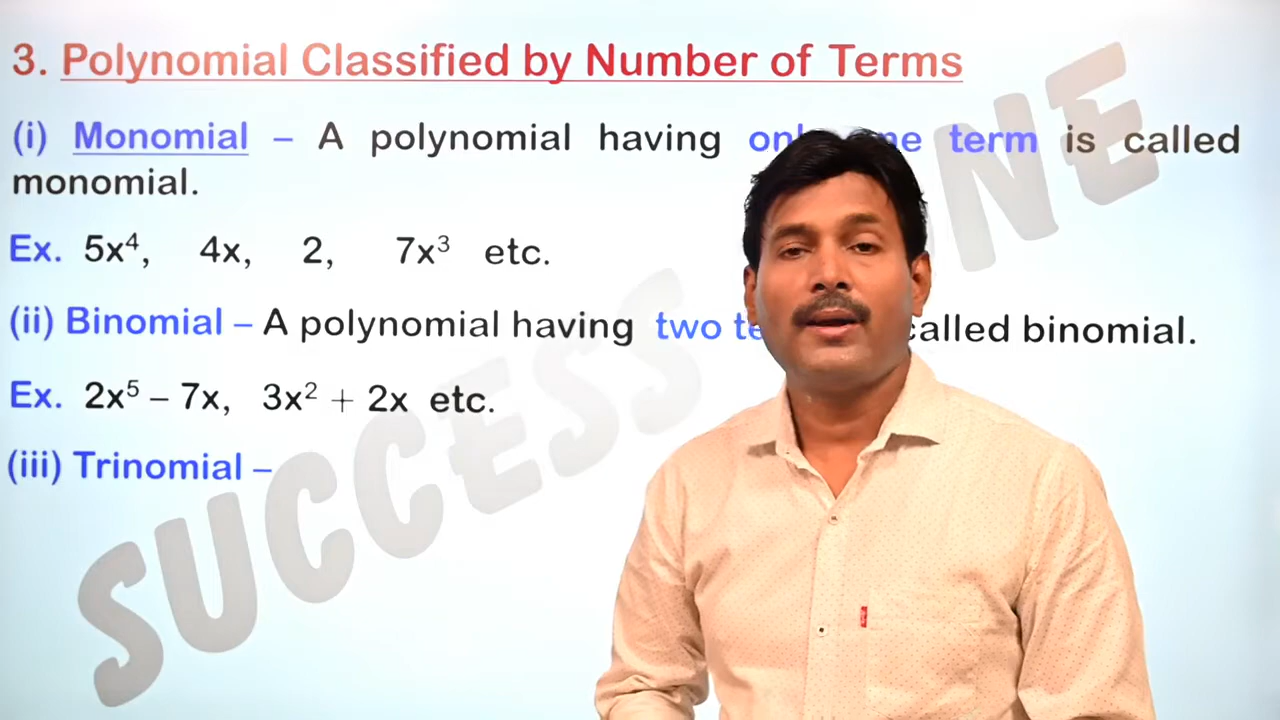 3. Polynomial Classified by Number of Terms
(i) Monomial – A polynomial having term is called
monomial.
Ex. 5x⁴, 4x, 2, 7x³ etc.
(ii) Binomial – A polynomial having two called binomial.
Ex. 2x⁵ – 7x, 3x² + 2x etc.
(iii) Trinomial –
SUCCESS